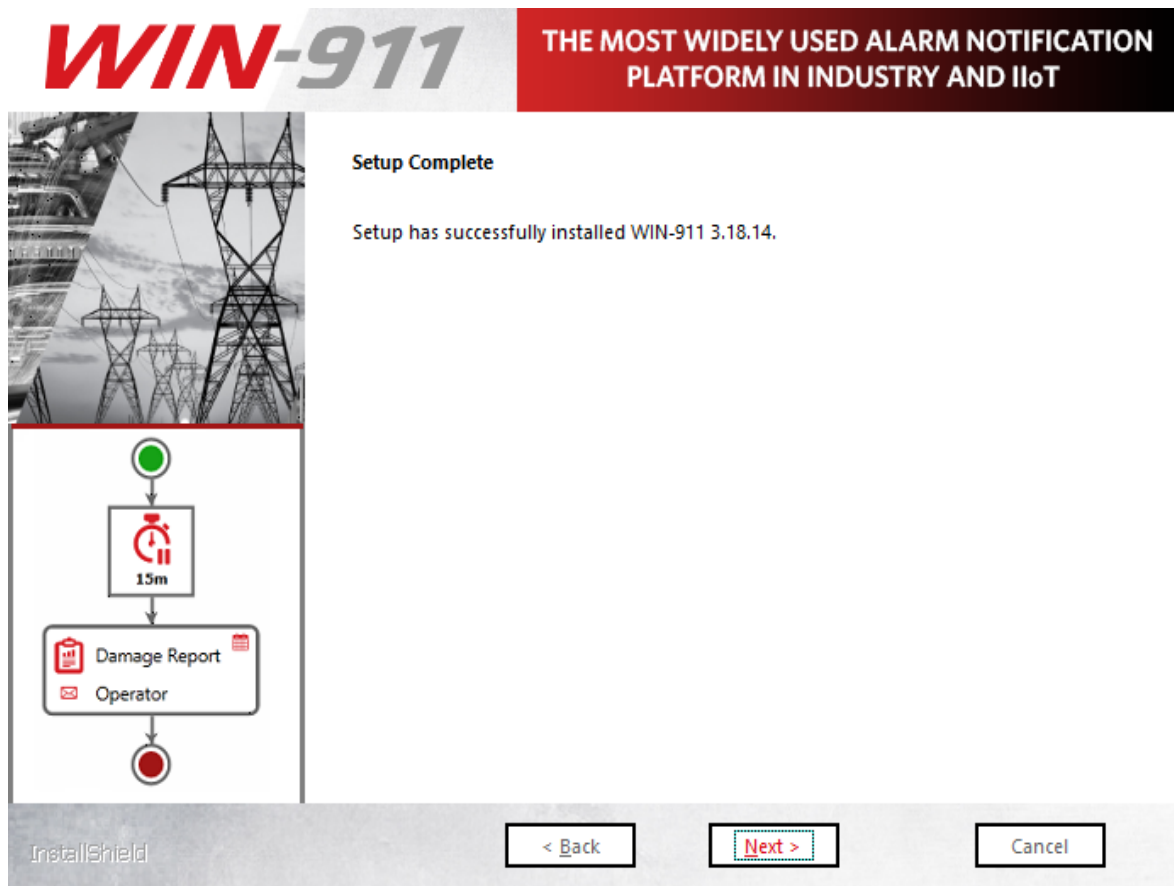 WIN-911
THE MOST WIDELY USED ALARM NOTIFICATION
PLATFORM IN INDUSTRY AND IIoT
Setup Complete
Setup has successfully installed WIN-911 3.18.14.
15m
Damage Report
Operator
InstallShield
< Back
Next >
Cancel